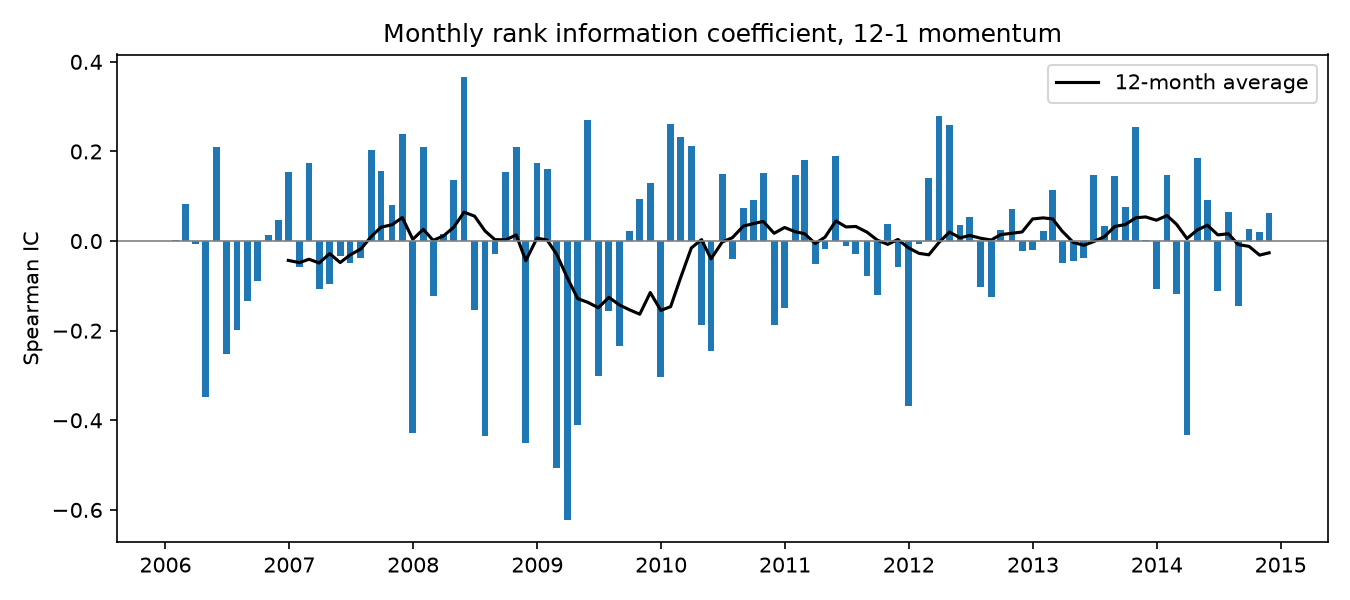 Monthly rank information coefficient, 12-1 momentum
12-month average
Spearman IC
0.4
0.2
0.0
−0.2
−0.4
−0.6
2006 2007 2008 2009 2010 2011 2012 2013 2014 2015